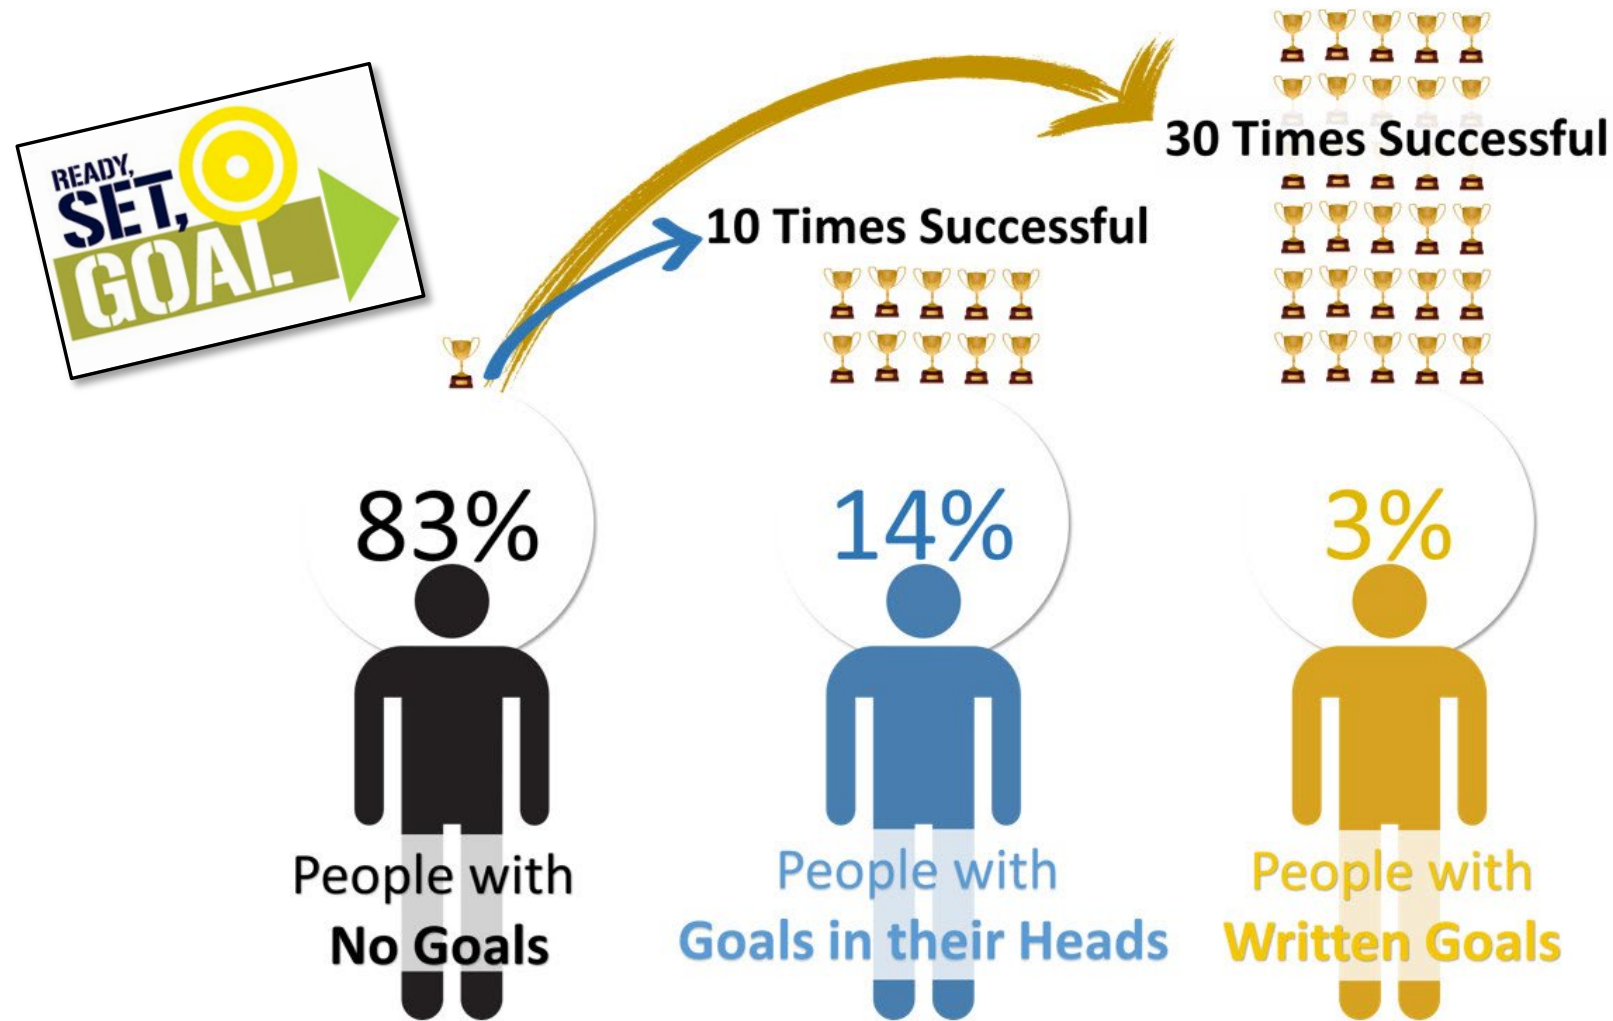 READY,
SET,
GOAL
30 Times Successful
10 Times Successful
83%
14%
3%
People with
No Goals
People with
Goals in their Heads
People with
Written Goals